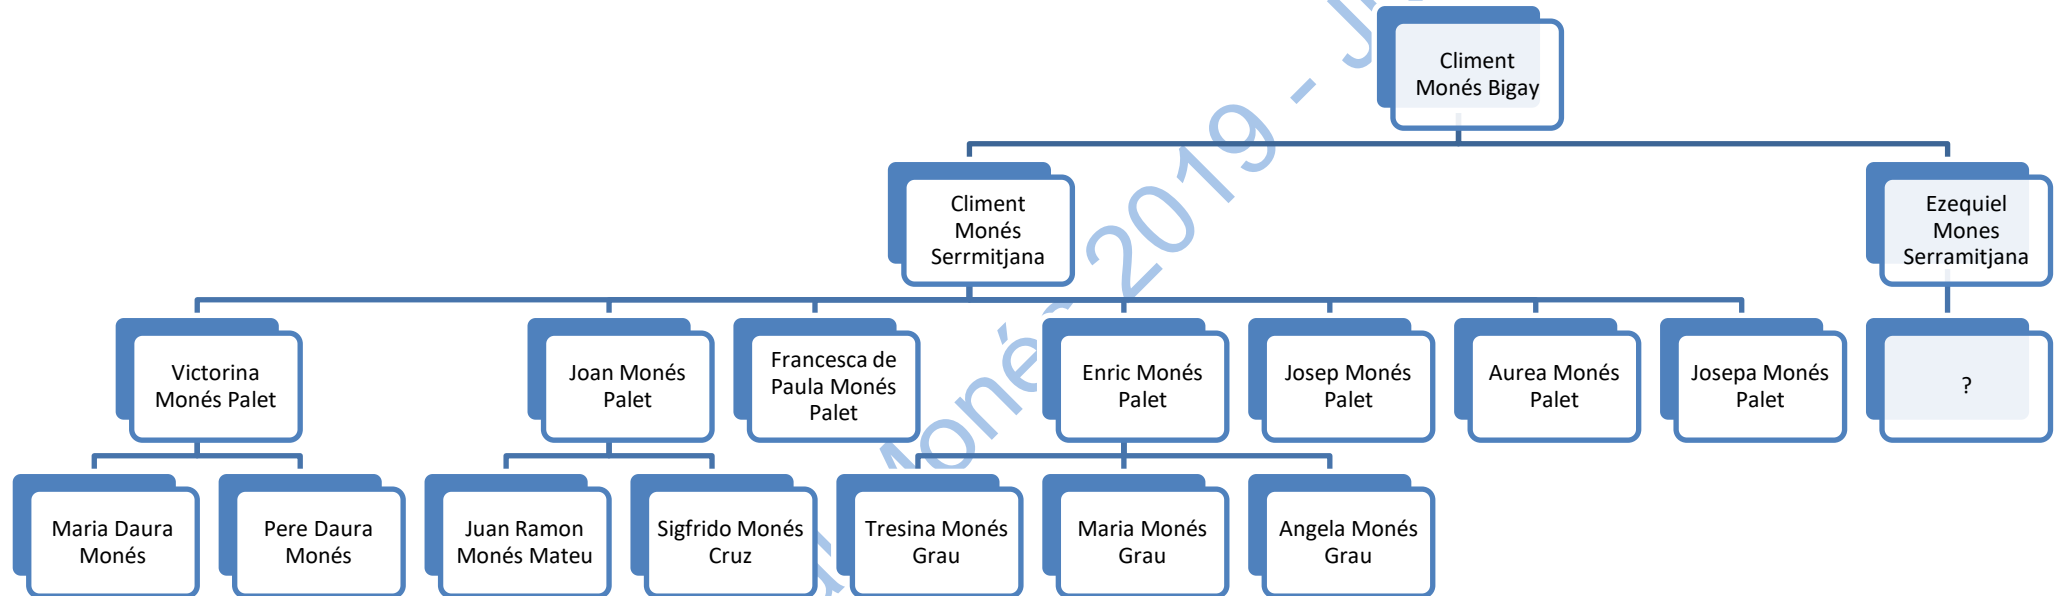 Climent
Monés Bigay
Climent
Monés
Serrmitjana
Ezequiel
Mones
Serramitjana
Victorina
Monés Palet
Joan Monés
Palet
Francesca de
Paula Monés
Palet
Enric Monés
Palet
Josep Monés
Palet
Aurea Monés
Palet
Josepa Monés
Palet
?
Maria Daura
Monés
Pere Daura
Monés
Juan Ramon
Monés Mateu
Sigfrido Monés
Cruz
Tresina Monés
Grau
Maria Monés
Grau
Angela Monés
Grau
Monés 2019 -